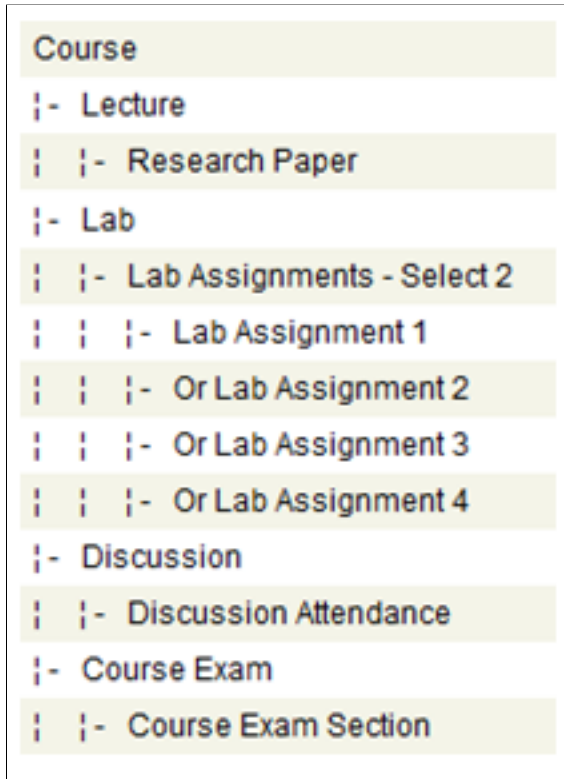 Course
¦- Lecture
¦ ¦- Research Paper
¦- Lab
¦ ¦- Lab Assignments - Select 2
¦ ¦ ¦- Lab Assignment 1
¦ ¦ ¦- Or Lab Assignment 2
¦ ¦ ¦- Or Lab Assignment 3
¦ ¦ ¦- Or Lab Assignment 4
¦- Discussion
¦ ¦- Discussion Attendance
¦- Course Exam
¦ ¦- Course Exam Section